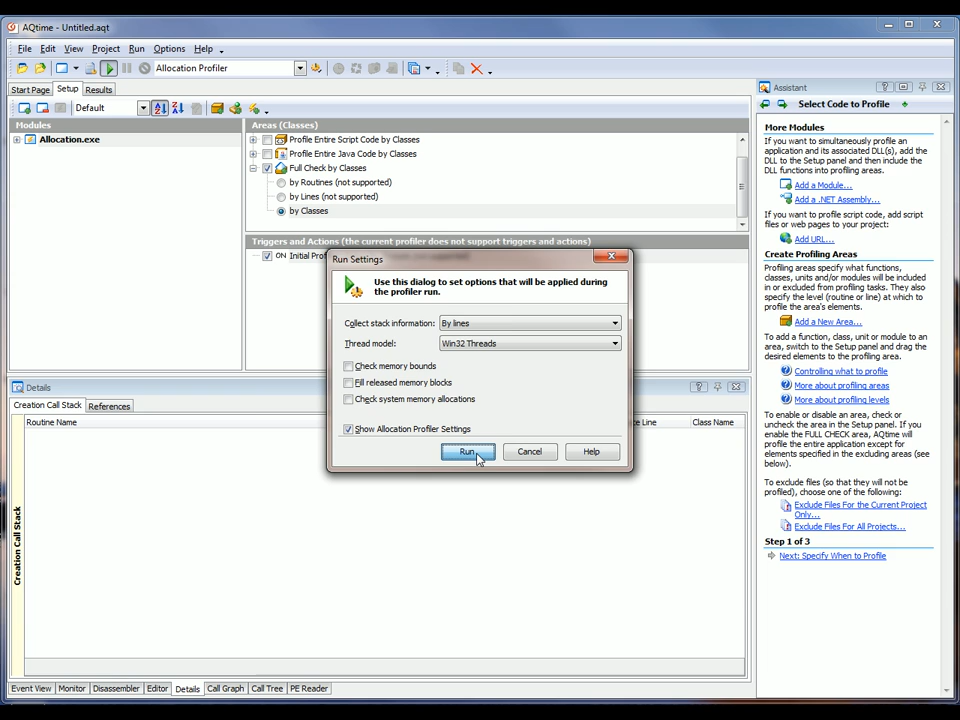 AQtime - Untitled.aqt
File Edit View Project Run Options Help
Allocation Profiler
Start Page Setup Results
Default
Modules
Allocation.exe
Areas (Classes)
Profile Entire Script Code by Classes
Profile Entire Java Code by Classes
Full Check by Classes
by Routines (not supported)
by Lines (not supported)
by Classes
Triggers and Actions (the current profiler does not support triggers and actions)
ON Initial Prof
Run Settings
Use this dialog to set options that will be applied during
the profiler run.
Collect stack information: By lines
Thread model: Win32 Threads
Check memory bounds
Fill released memory blocks
Check system memory allocations
Show Allocation Profiler Settings
Run Cancel Help
Details
Creation Call Stack References
Routine Name
Line Class Name
Creation Call Stack
Event View Monitor Disassembler Editor Details Call Graph Call Tree PE Reader
Assistant
Select Code to Profile
More Modules
If you want to simultaneously profile an
application and its associated DLL(s), add the
DLL to the Setup panel and then include the
DLL functions into profiling areas.
Add a Module...
Add a .NET Assembly...
If you want to profile script code, add script
files or web pages to your project:
Add URL...
Create Profiling Areas
Profiling areas specify what functions,
classes, units and/or modules will be included
in or excluded from profiling tasks. They also
specify the level (routine or line) at which to
profile the area's elements.
Add a New Area...
To add a function, class, unit or module to an
area, switch to the Setup panel and drag the
desired elements to the profiling area.
Controlling what to profile
More about profiling areas
More about profiling levels
To enable or disable an area, check or
uncheck the area in the Setup panel. If you
enable the FULL CHECK area, AQtime will
profile the entire application except for
elements specified in the excluding areas (see
below).
To exclude files (so that they will not be
profiled), choose one of the following:
Exclude Files For the Current Project
Only...
Exclude Files For All Projects...
Step 1 of 3
Next: Specify When to Profile